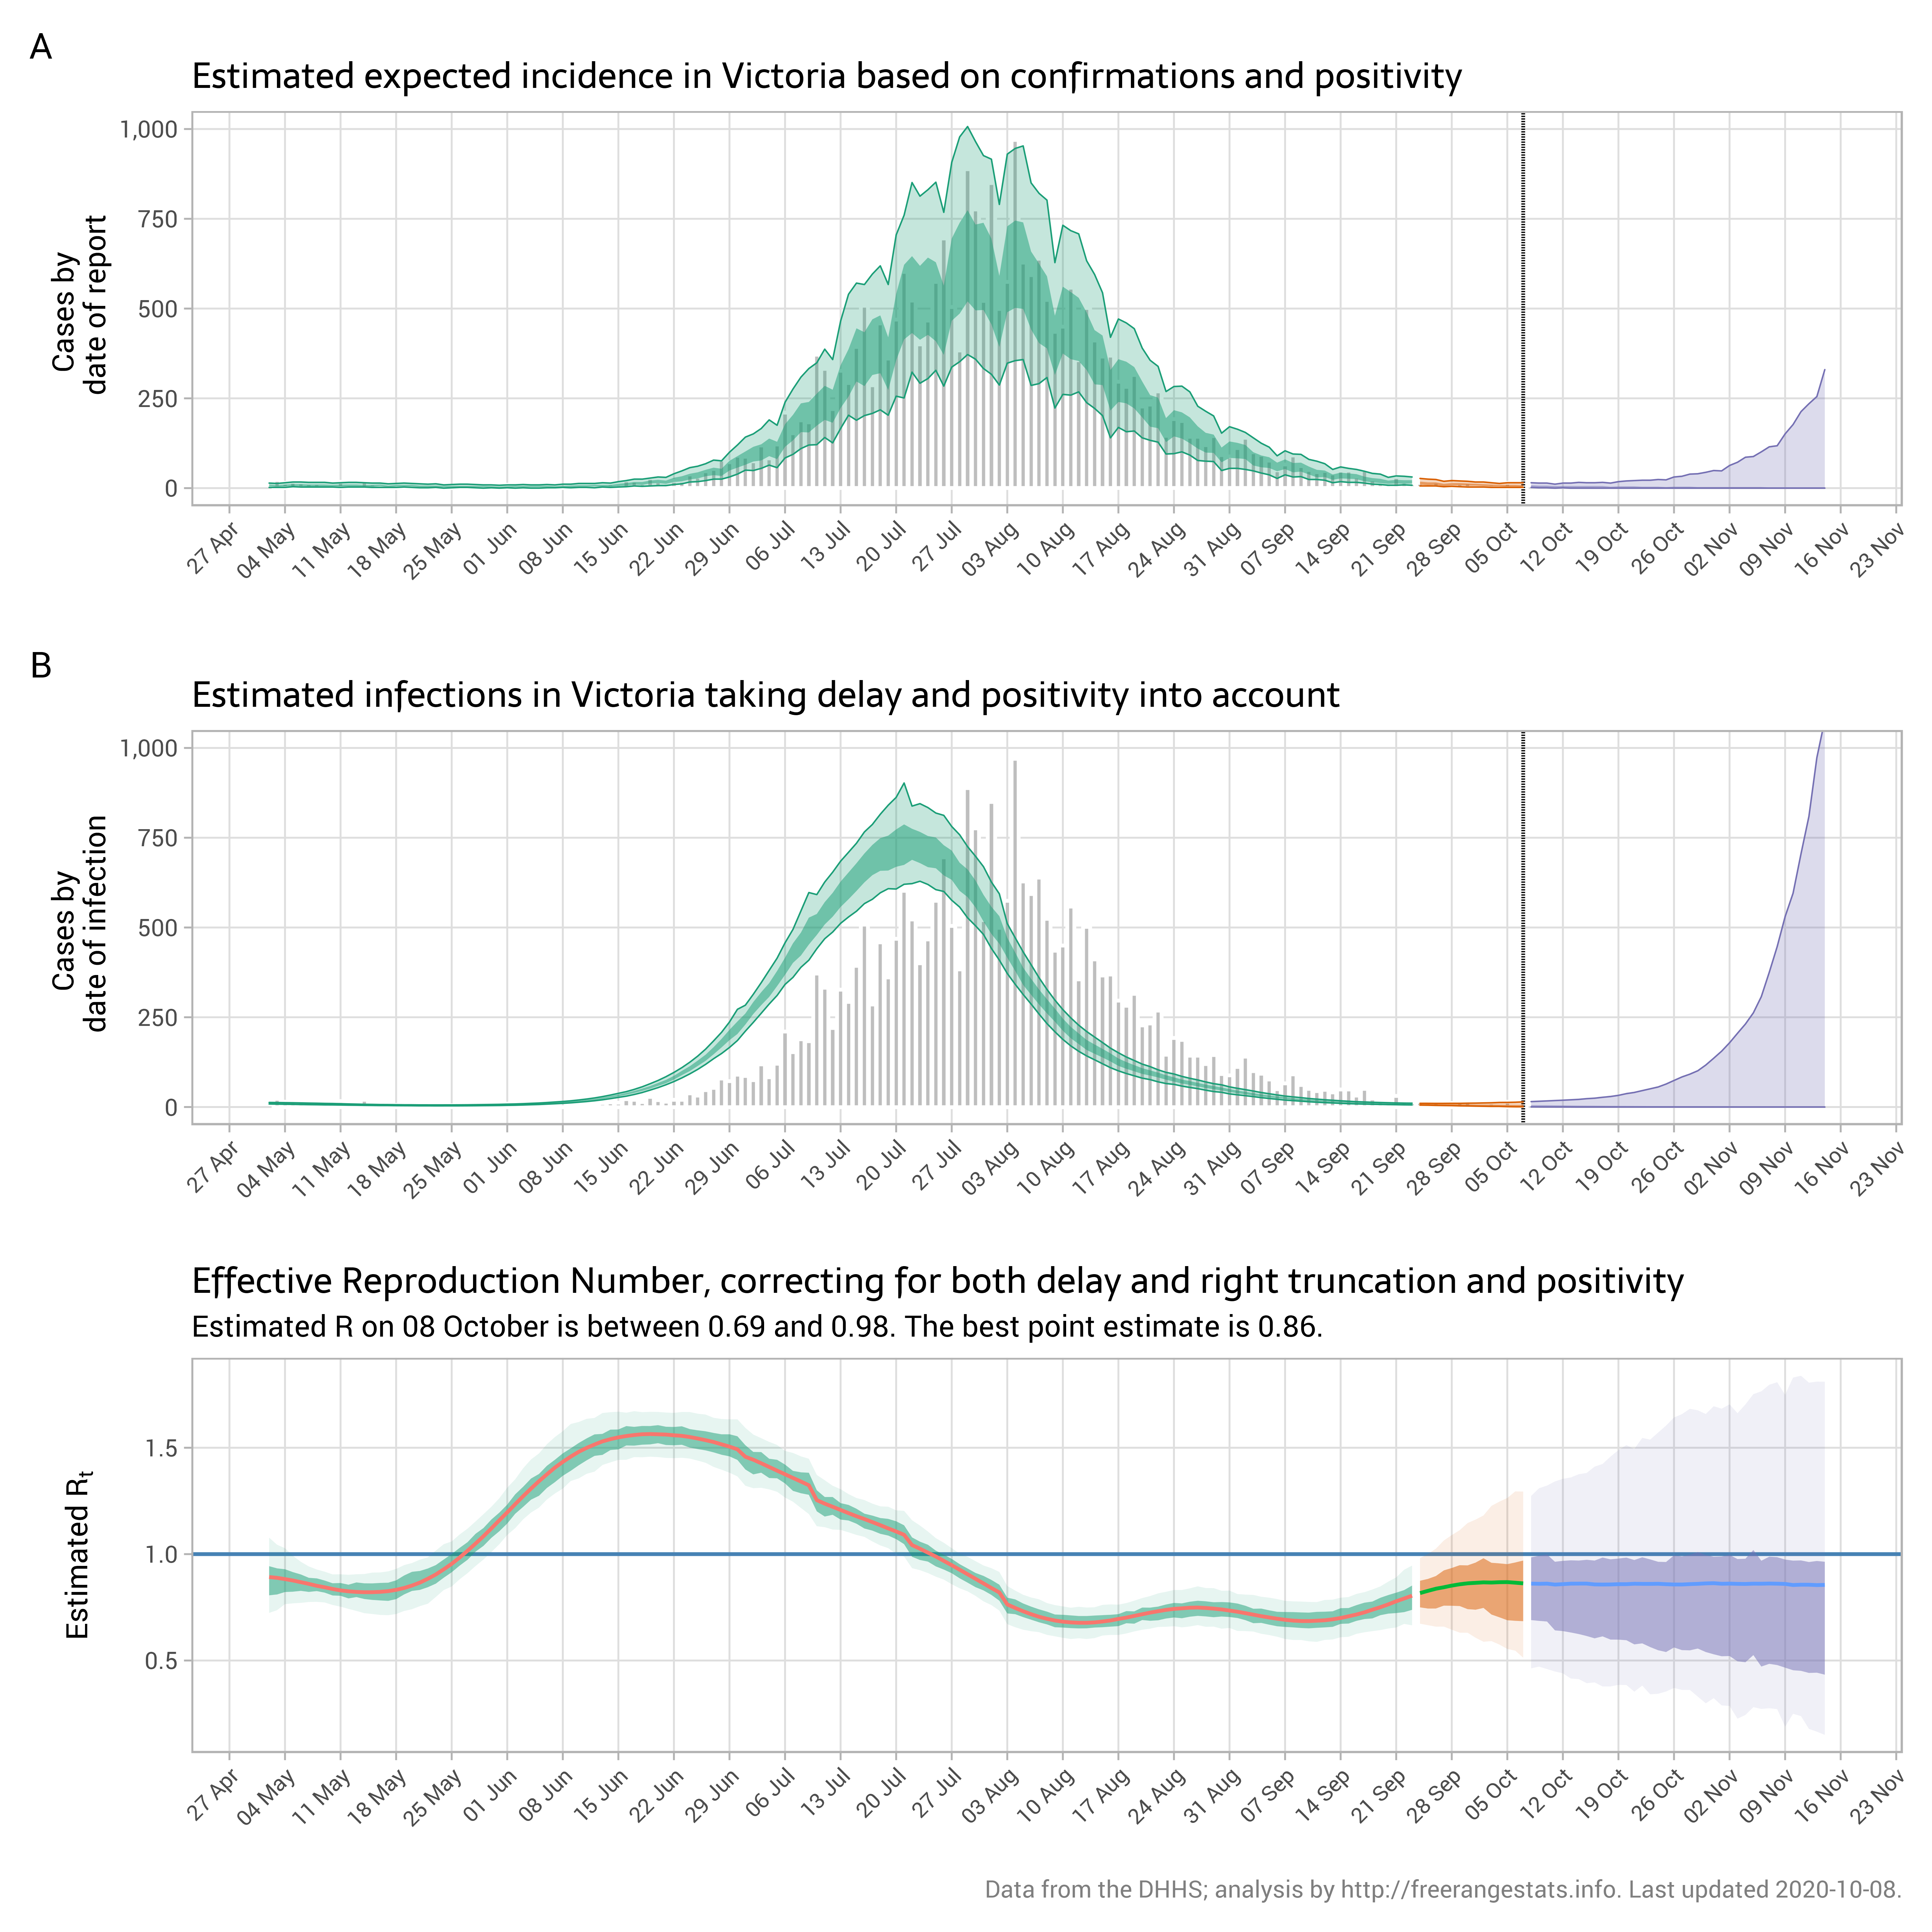 A
Estimated expected incidence in Victoria based on confirmations and positivity
Cases by
date of report
1,000
750
500
250
0
27 Apr 04 May 11 May 18 May 25 May 01 Jun 08 Jun 15 Jun 22 Jun 29 Jun 06 Jul 13 Jul 20 Jul 27 Jul 03 Aug 10 Aug 17 Aug 24 Aug 31 Aug 07 Sep 14 Sep 21 Sep 28 Sep 05 Oct 12 Oct 19 Oct 26 Oct 02 Nov 09 Nov 16 Nov 23 Nov
B
Estimated infections in Victoria taking delay and positivity into account
Cases by
date of infection
1,000
750
500
250
0
27 Apr 04 May 11 May 18 May 25 May 01 Jun 08 Jun 15 Jun 22 Jun 29 Jun 06 Jul 13 Jul 20 Jul 27 Jul 03 Aug 10 Aug 17 Aug 24 Aug 31 Aug 07 Sep 14 Sep 21 Sep 28 Sep 05 Oct 12 Oct 19 Oct 26 Oct 02 Nov 09 Nov 16 Nov 23 Nov
Effective Reproduction Number, correcting for both delay and right truncation and positivity
Estimated R on 08 October is between 0.69 and 0.98. The best point estimate is 0.86.
Estimated Rt
1.5
1.0
0.5
27 Apr 04 May 11 May 18 May 25 May 01 Jun 08 Jun 15 Jun 22 Jun 29 Jun 06 Jul 13 Jul 20 Jul 27 Jul 03 Aug 10 Aug 17 Aug 24 Aug 31 Aug 07 Sep 14 Sep 21 Sep 28 Sep 05 Oct 12 Oct 19 Oct 26 Oct 02 Nov 09 Nov 16 Nov 23 Nov
Data from the DHHS; analysis by http://freerangestats.info. Last updated 2020-10-08.